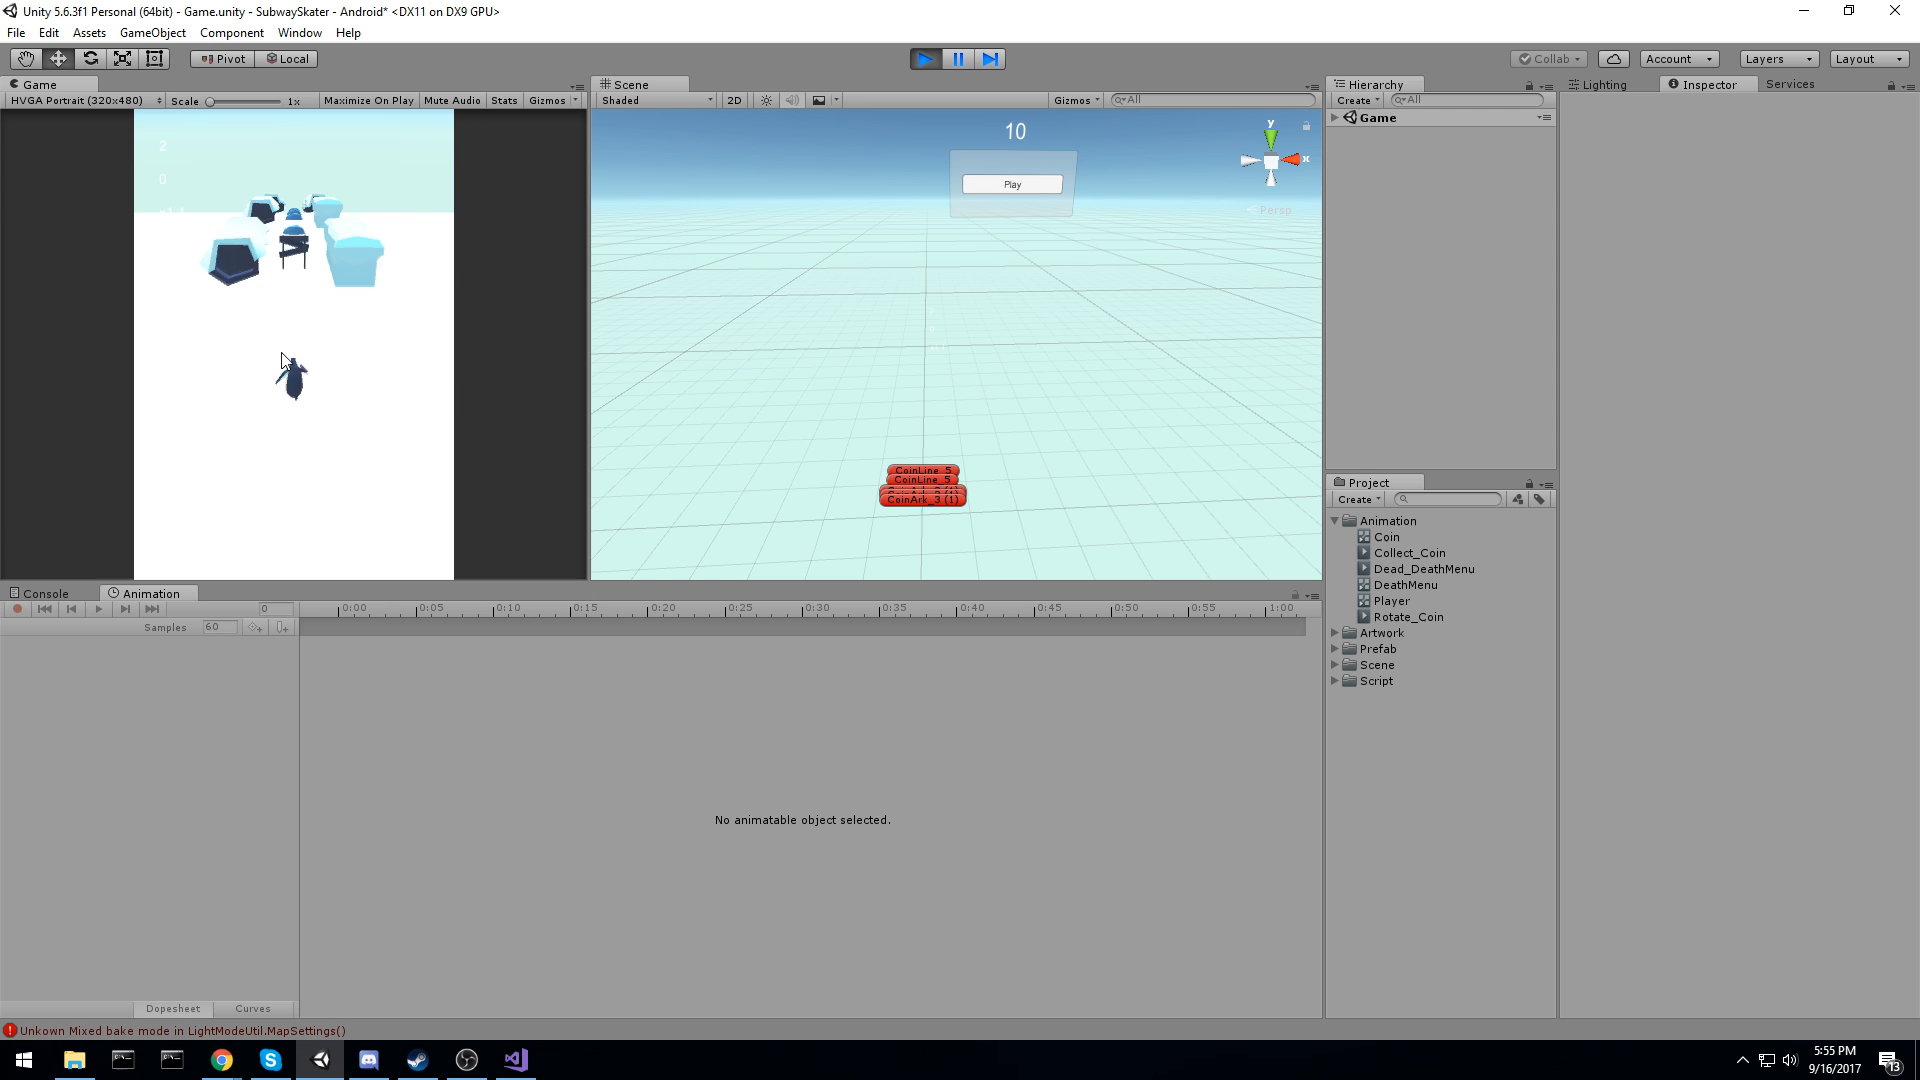 Unity 5.6.3f1 Personal (64bit) - Game.unity - SubwaySkater - Android* <DX11 on DX9 GPU>
File Edit Assets GameObject Component Window Help
Pivot Local Collab Account Layers Layout
Game
HVGA Portrait (320x480) Scale 1x Maximize On Play Mute Audio Stats Gizmos
2
0
Scene
Shaded 2D Gizmos All
10
Play
y
x
Persp
CoinLine_5
CoinLine_5
CoinArk_3 (1)
Hierarchy
Create All
Game
Lighting Inspector Services
Project
Create
Animation
Coin
Collect_Coin
Dead_DeathMenu
DeathMenu
Player
Rotate_Coin
Artwork
Prefab
Scene
Script
Console Animation
0 0:00 0:05 0:10 0:15 0:20 0:25 0:30 0:35 0:40 0:45 0:50 0:55 1:00
Samples 60
No animatable object selected.
Dopesheet Curves
Unkown Mixed bake mode in LightModeUtil.MapSettings()
5:55 PM
9/16/2017
13